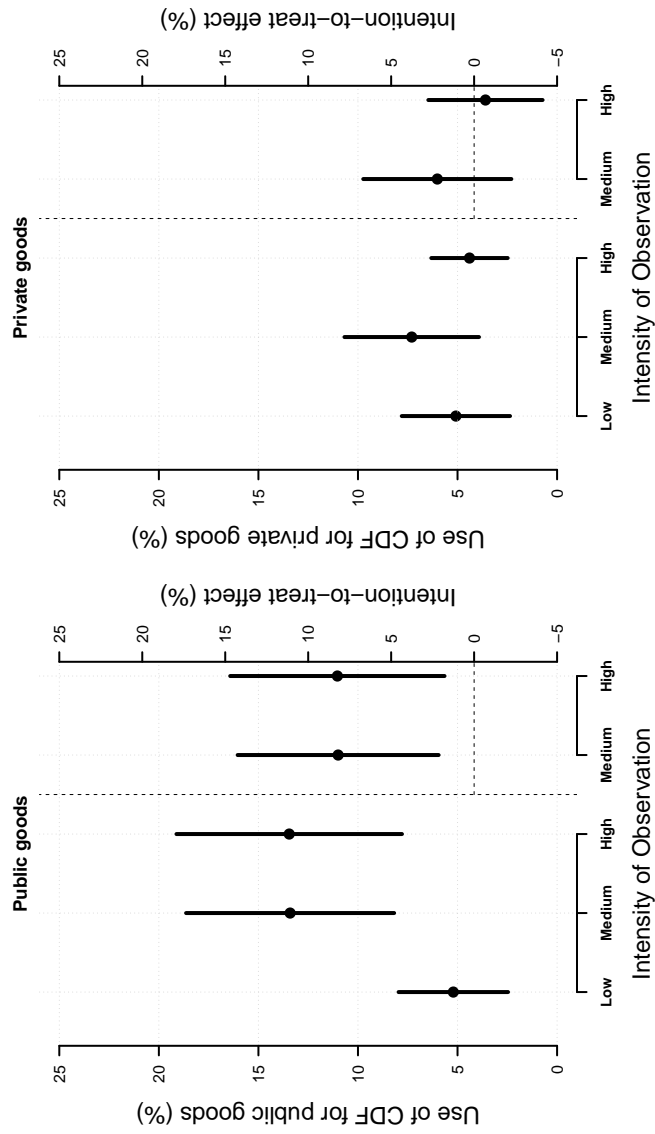 Public goods
Use of CDF for public goods (%)
25
20
15
10
5
0
Low
Medium
High
Medium
High
Intensity of Observation
25
20
15
10
5
0
−5
Intention−to−treat effect (%)
Private goods
Use of CDF for private goods (%)
25
20
15
10
5
0
Low
Medium
High
Medium
High
Intensity of Observation
25
20
15
10
5
0
−5
Intention−to−treat effect (%)